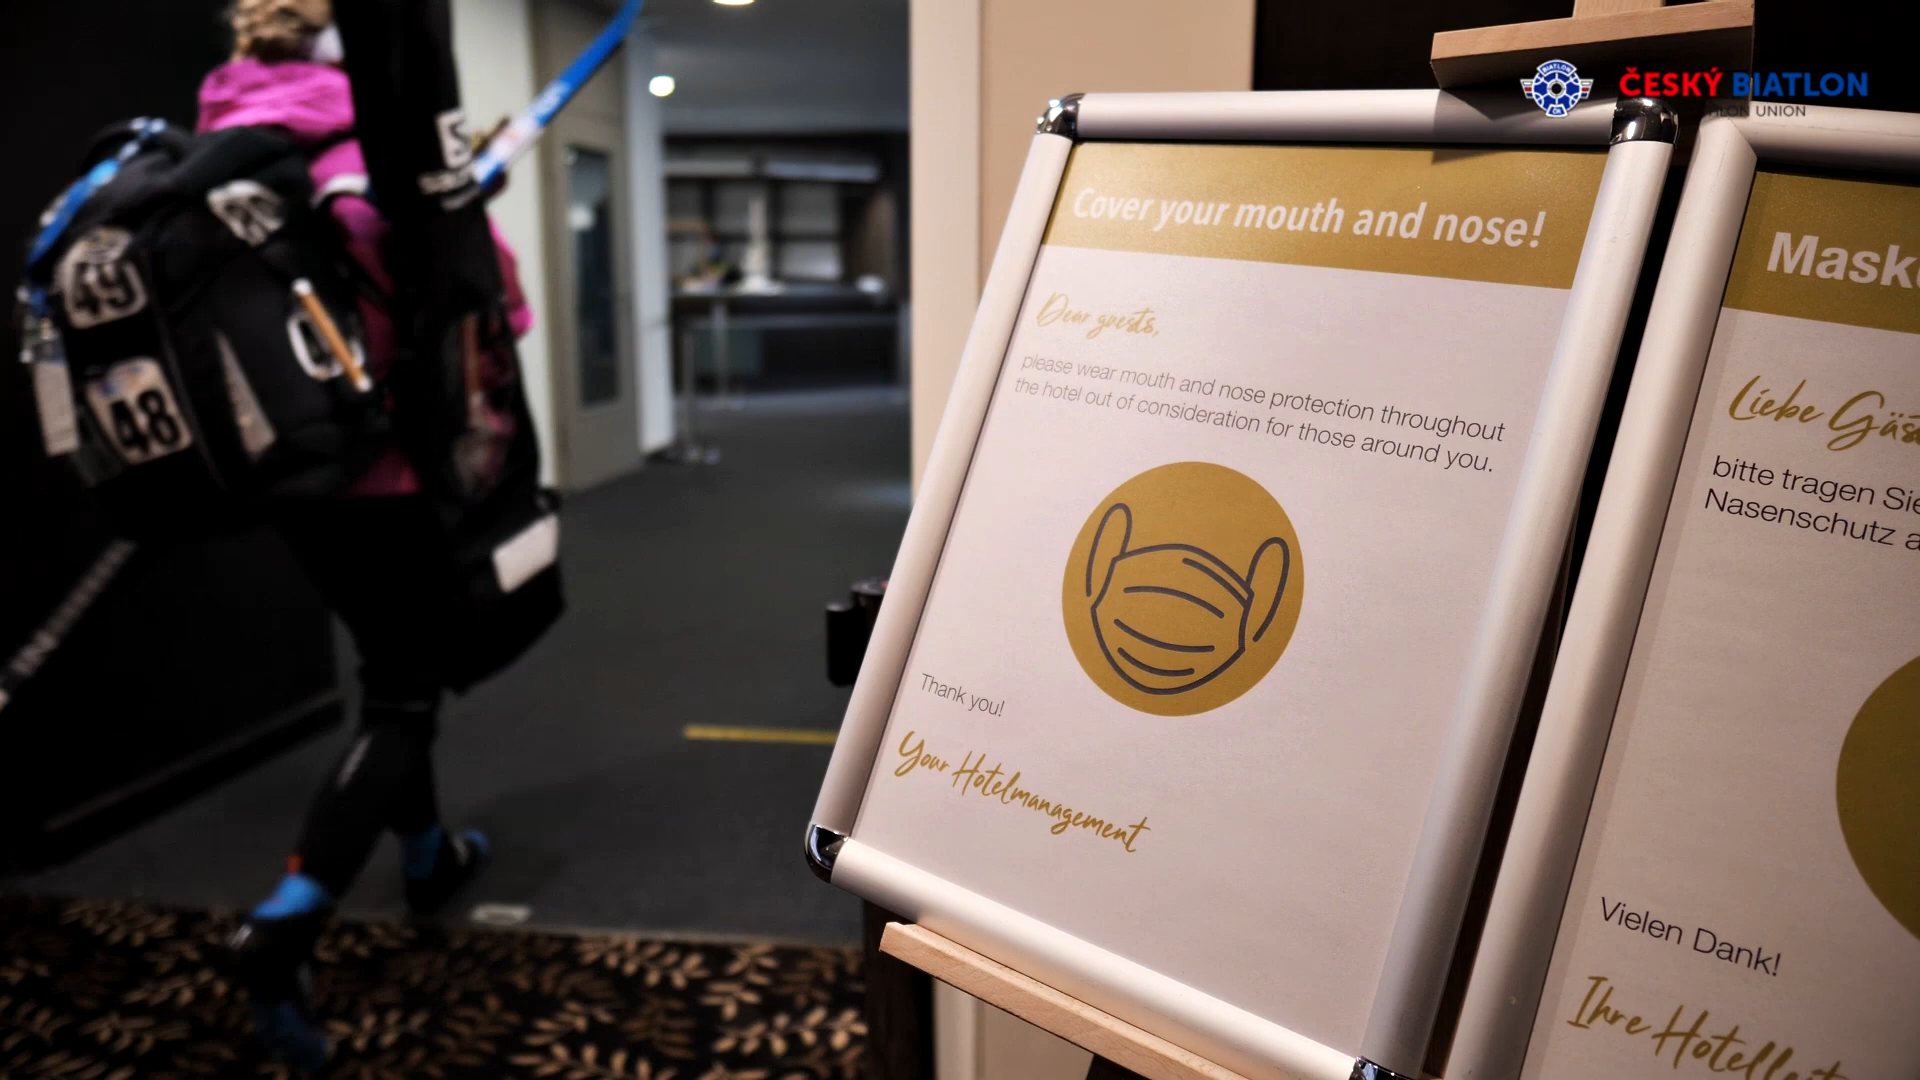 ČESKÝ BIATLON
UNION
BIATLON
Cover your mouth and nose!
Dear guests,
please wear mouth and nose protection throughout
the hotel out of consideration for those around you.
Thank you!
Your Hotelmanagement
Liebe
bitte tragen
Nasenschutz
Vielen Dank!
Ihre
49
48